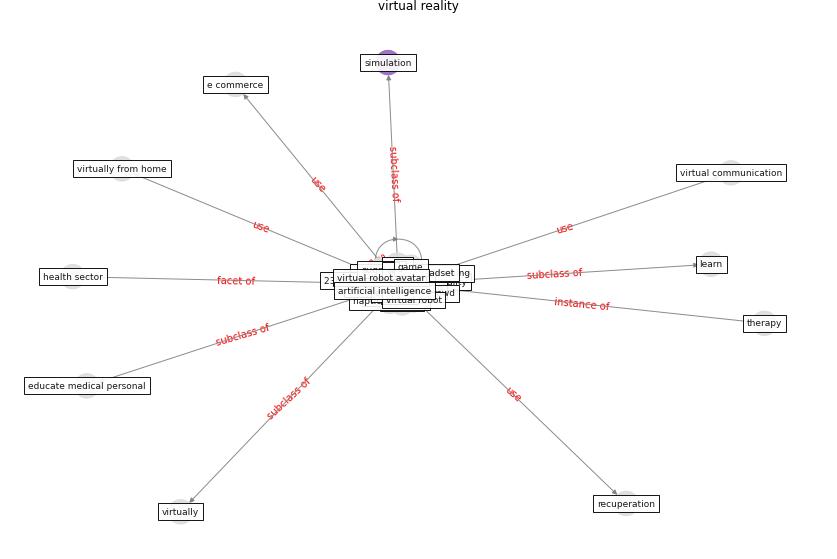 virtual reality
simulation
e commerce
subclass of
virtually from home
use
virtual communication
use
use
learn
game
health sector
facet of
subclass of
virtual robot avatar
artificial intelligence
virtual robot
instance of
therapy
subclass of
educate medical personal
subclass of
use
virtually
recuperation